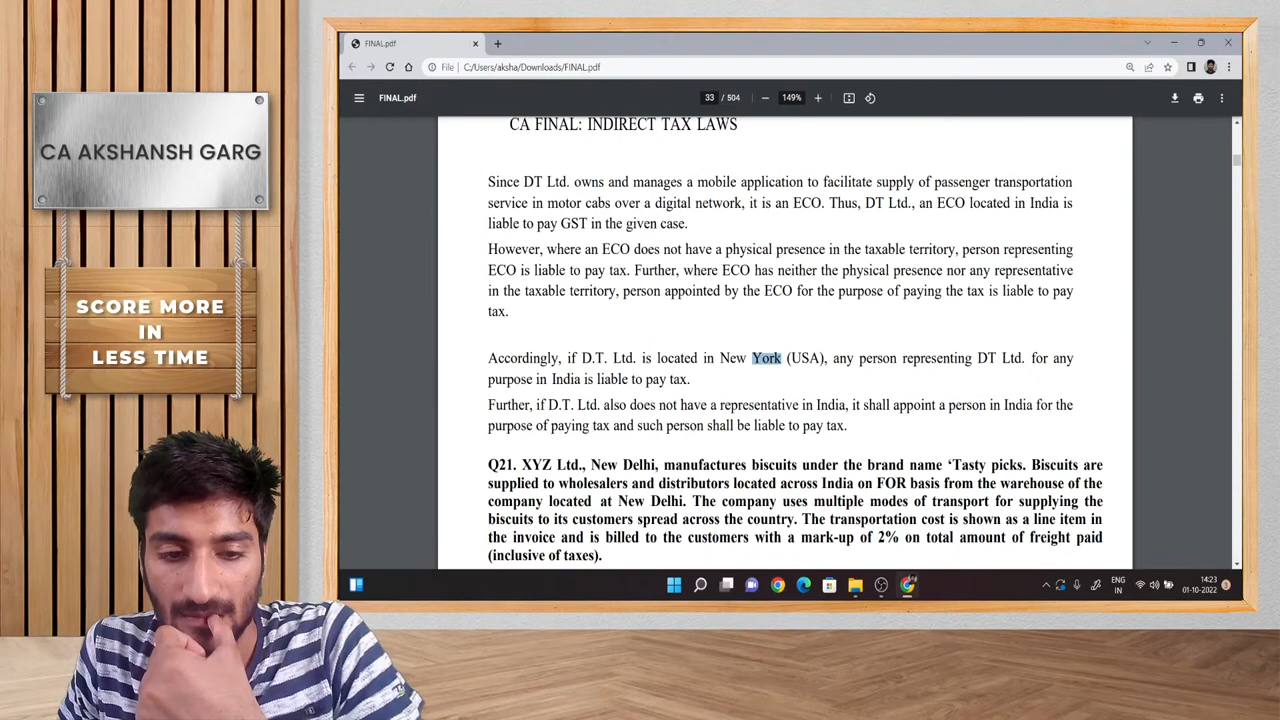 CA AKSHANSH GARG
SCORE MORE
IN
LESS TIME
FINAL.pdf
File
C:/Users/aksha/Downloads/FINAL.pdf
FINAL.pdf
33 / 504
149%
CA FINAL: INDIRECT TAX LAWS
Since DT Ltd. owns and manages a mobile application to facilitate supply of passenger transportation
service in motor cabs over a digital network, it is an ECO. Thus, DT Ltd., an ECO located in India is
liable to pay GST in the given case.
However, where an ECO does not have a physical presence in the taxable territory, person representing
ECO is liable to pay tax. Further, where ECO has neither the physical presence nor any representative
in the taxable territory, person appointed by the ECO for the purpose of paying the tax is liable to pay
tax.
Accordingly, if D.T. Ltd. is located in New York (USA), any person representing DT Ltd. for any
purpose in India is liable to pay tax.
Further, if D.T. Ltd. also does not have a representative in India, it shall appoint a person in India for the
purpose of paying tax and such person shall be liable to pay tax.
Q21. XYZ Ltd., New Delhi, manufactures biscuits under the brand name ‘Tasty picks. Biscuits are
supplied to wholesalers and distributors located across India on FOR basis from the warehouse of the
company located at New Delhi. The company uses multiple modes of transport for supplying the
biscuits to its customers spread across the country. The transportation cost is shown as a line item in
the invoice and is billed to the customers with a mark-up of 2% on total amount of freight paid
(inclusive of taxes).
ENG
IN
14:23
01-10-2022
3